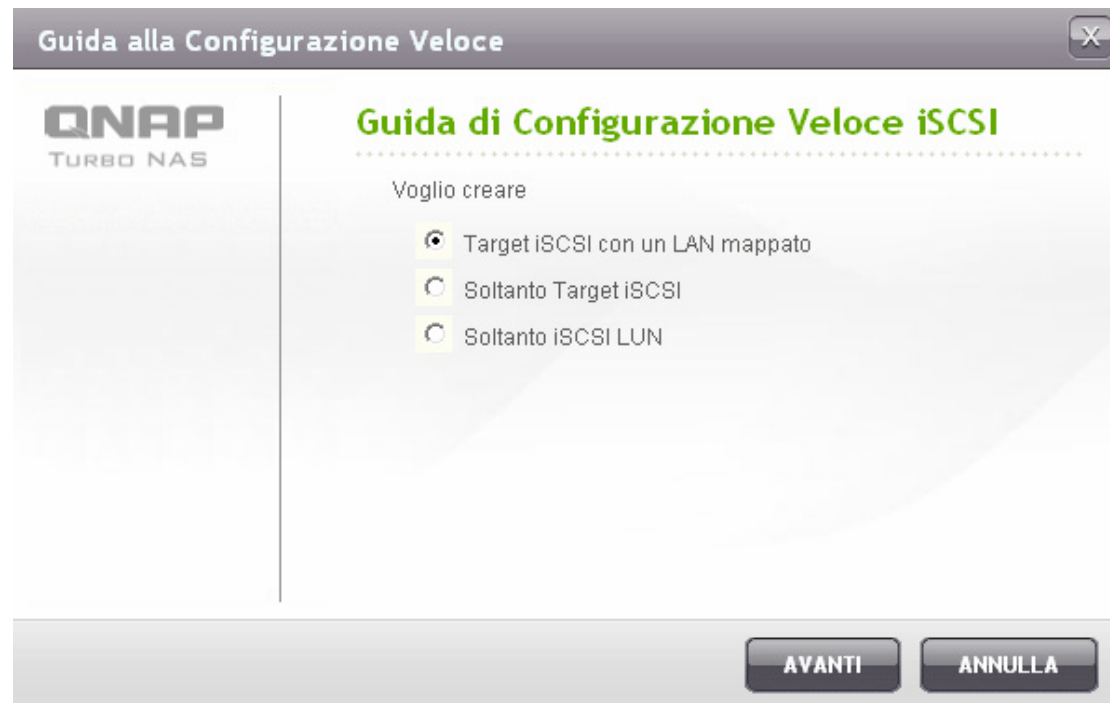 Guida alla Configurazione Veloce
X
QNAP
TURBO NAS
Guida di Configurazione Veloce iSCSI
Voglio creare
Target iSCSI con un LAN mappato
Soltanto Target iSCSI
Soltanto iSCSI LUN
AVANTI
ANNULLA